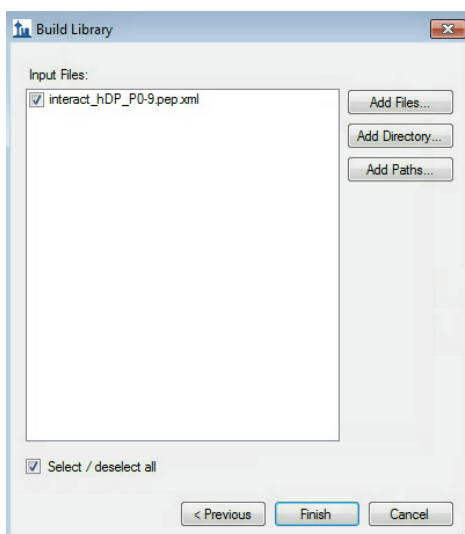 Build Library
Input Files:
interact_hDP_P0-9.pep.xml
Add Files...
Add Directory...
Add Paths...
Select / deselect all
< Previous
Finish
Cancel